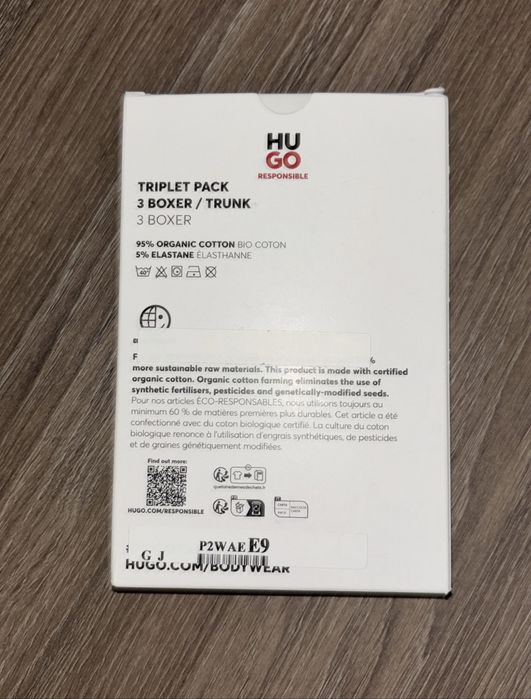 HU
GO
RESPONSIBLE
TRIPLET PACK
3 BOXER / TRUNK
3 BOXER
95% ORGANIC COTTON BIO COTON
5% ELASTANE ÉLASTHANNE
40°
%
more sustainable raw materials. This product is made with certified
organic cotton. Organic cotton farming eliminates the use of
synthetic fertilisers, pesticides and genetically-modified seeds.
Pour nos articles ÉCO-RESPONSABLES, nous utilisons toujours au
minimum 60 % de matières premières plus durables. Cet article a été
confectionné avec du coton biologique certifié. La culture du coton
biologique renonce à l'utilisation d'engrais synthétiques, de pesticides
et de graines génétiquement modifiées.
Find out more:
HUGO.COM/RESPONSIBLE
quefairedemesdechets.fr
P2WAE E9
G J
HUGO.COM/BODYWEAR